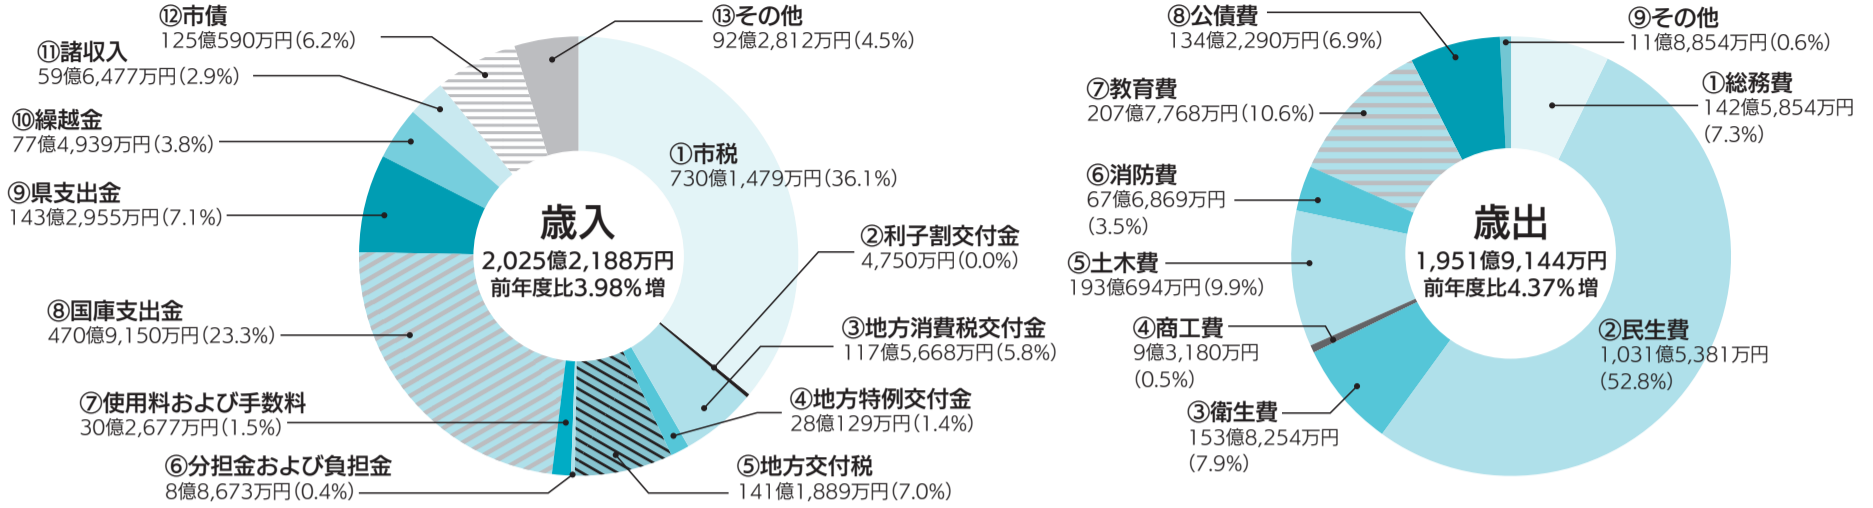 ⑫市債
125億590万円(6.2%)
⑬その他
92億2,812万円(4.5%)
⑪諸収入
59億6,477万円(2.9%)
⑩繰越金
77億4,939万円(3.8%)
⑨県支出金
143億2,955万円(7.1%)
⑧国庫支出金
470億9,150万円(23.3%)
⑦使用料および手数料
30億2,677万円(1.5%)
⑥分担金および負担金
8億8,673万円(0.4%)
①市税
730億1,479万円(36.1%)
歳入
2,025億2,188万円
前年度比3.98%増
②利子割交付金
4,750万円(0.0%)
③地方消費税交付金
117億5,668万円(5.8%)
④地方特例交付金
28億129万円(1.4%)
⑤地方交付税
141億1,889万円(7.0%)
⑧公債費
134億2,290万円(6.9%)
⑨その他
11億8,854万円(0.6%)
①総務費
142億5,854万円
(7.3%)
⑦教育費
207億7,768万円(10.6%)
⑥消防費
67億6,869万円
(3.5%)
⑤土木費
193億694万円(9.9%)
④商工費
9億3,180万円
(0.5%)
③衛生費
153億8,254万円
(7.9%)
歳出
1,951億9,144万円
前年度比4.37%増
②民生費
1,031億5,381万円
(52.8%)